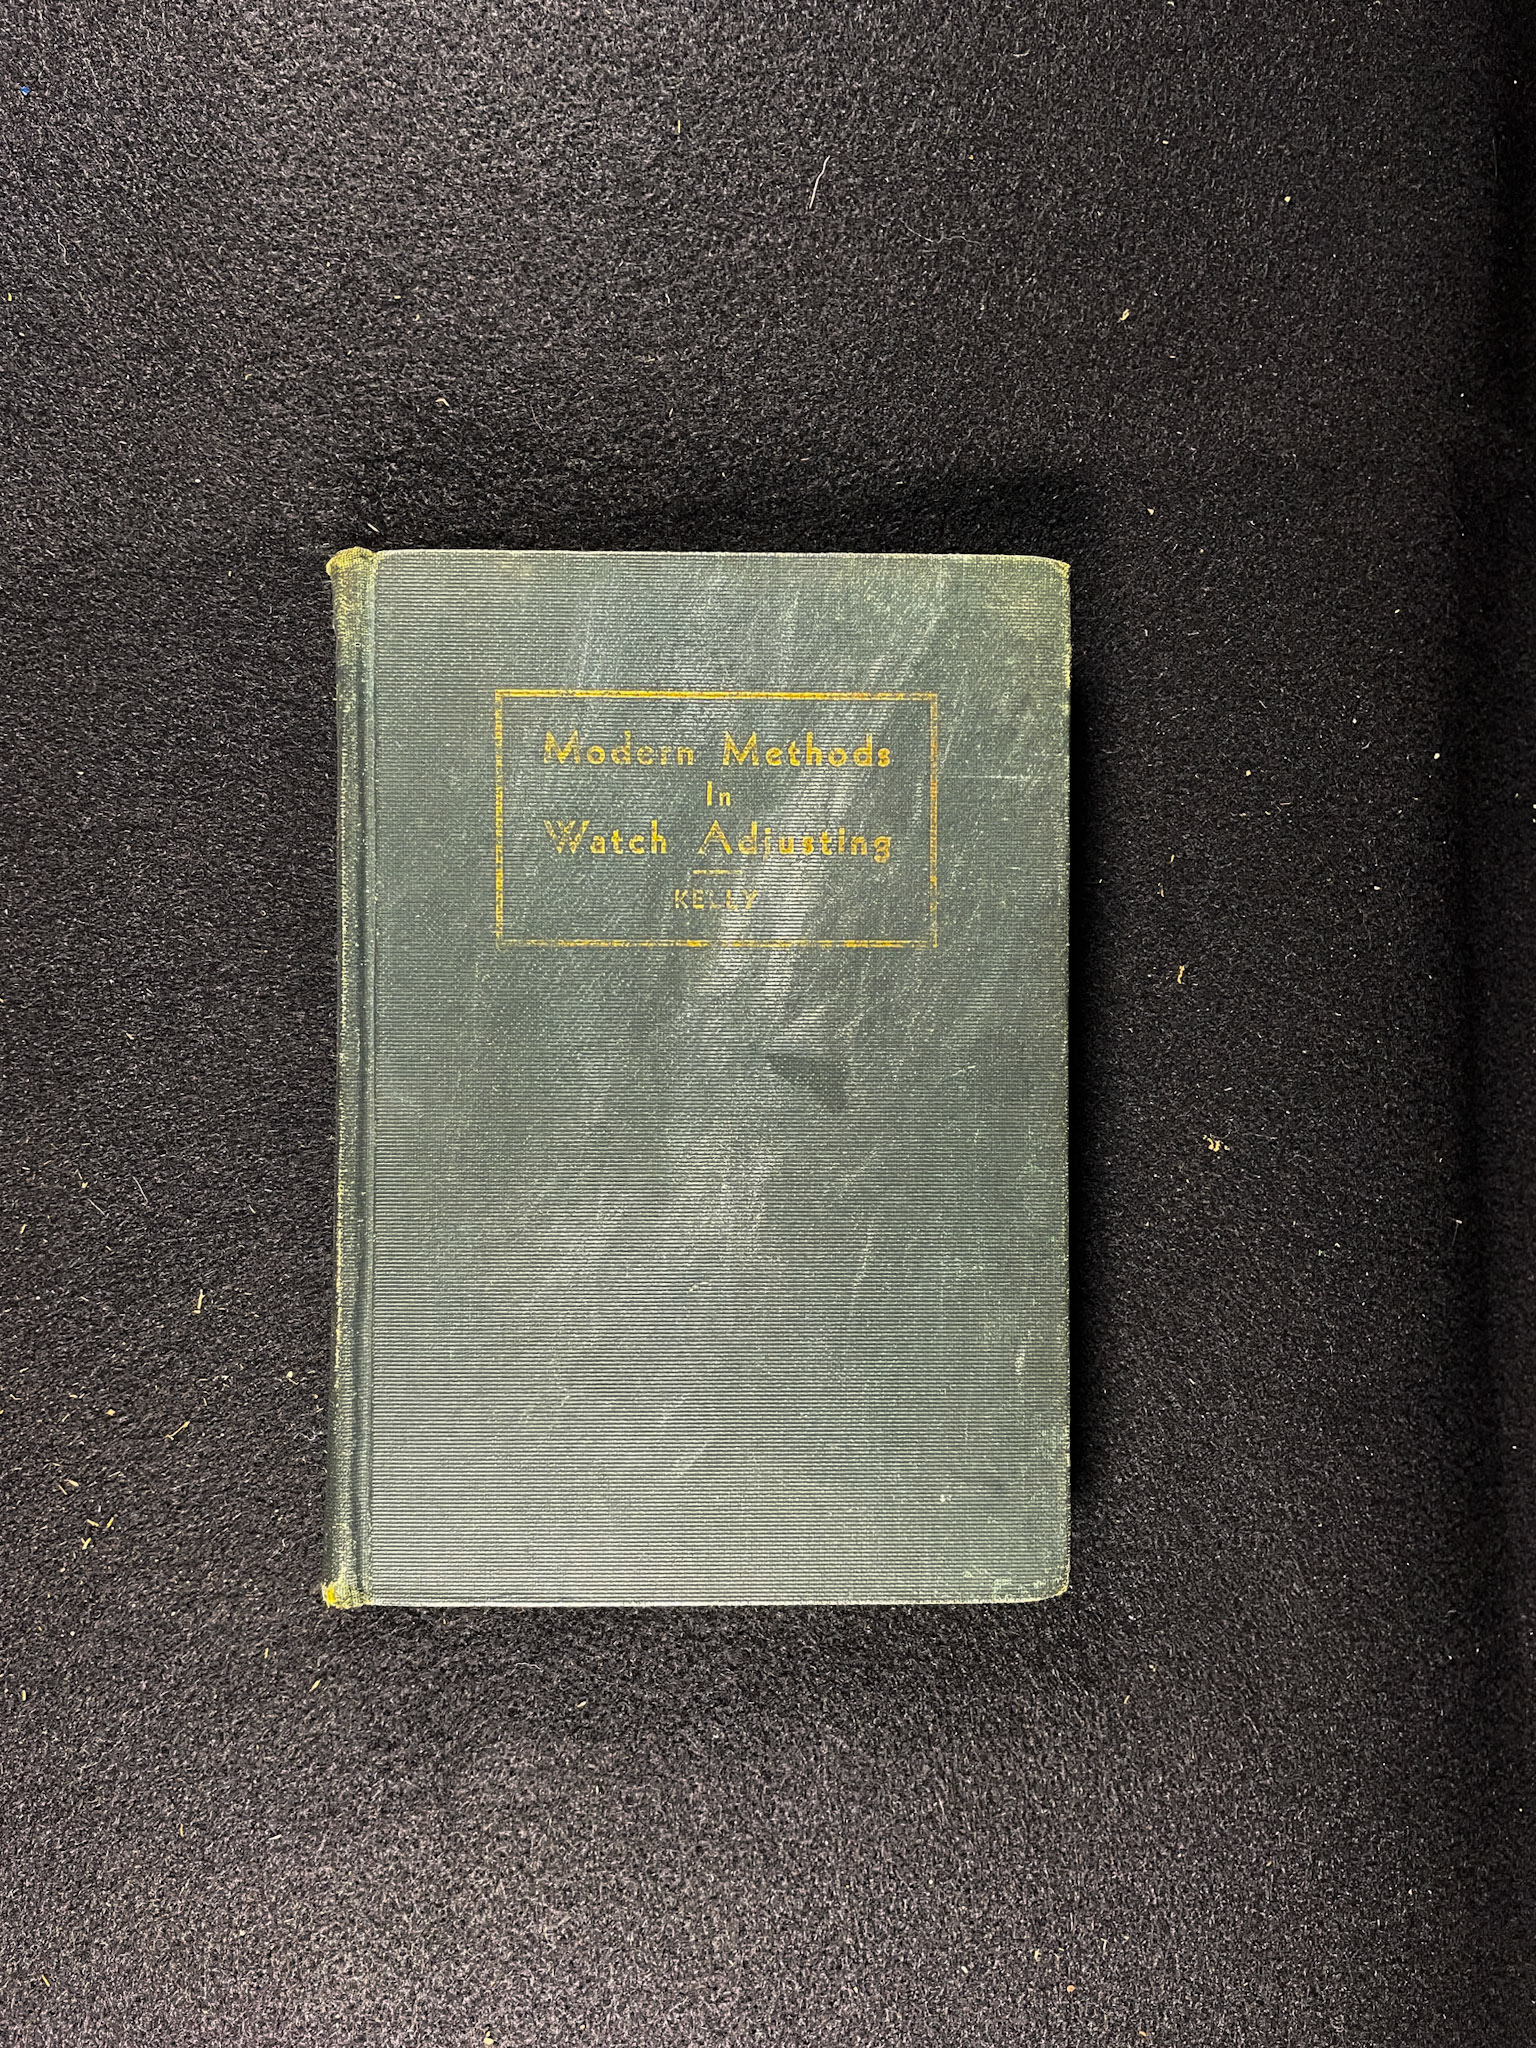 Modern Methods
In
Watch Adjusting
KELLY